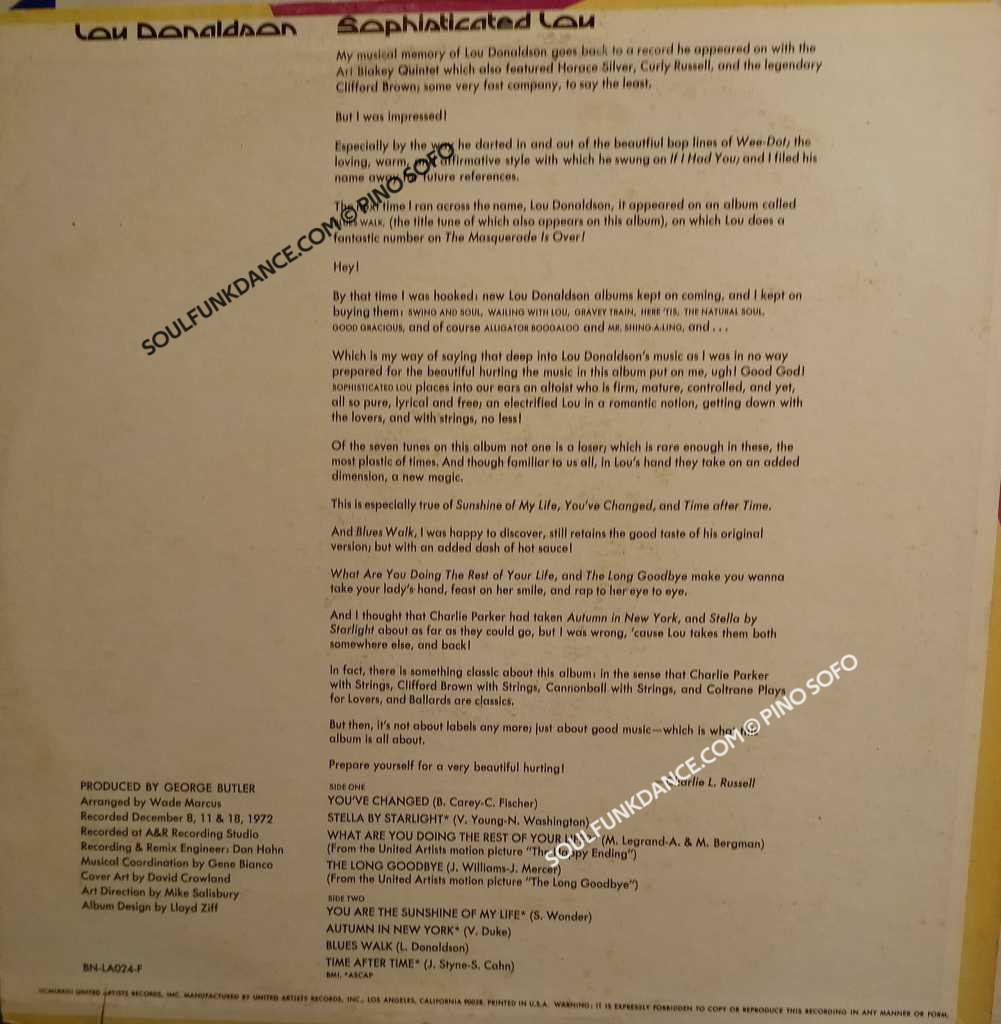 Lou Donaldson
Sophisticated Lou
My musical memory of Lou Donaldson goes back to a record he appeared on with the
Art Blakey Quintet which also featured Horace Silver, Curly Russell, and the legendary
Clifford Brown; some very fast company, to say the least.
But I was impressed!
Especially by the way he darted in and out of the beautiful bop lines of Wee-Dot; the
loving, warm, affirmative style with which he swung on If I Had You; and I filed his
name away for future references.
The next time I ran across the name, Lou Donaldson, it appeared on an album called
BLUES WALK, (the title tune of which also appears on this album), on which Lou does a
fantastic number on The Masquerade Is Over!
Hey!
By that time I was hooked; new Lou Donaldson albums kept on coming, and I kept on
buying them: SWING AND SOUL, WAILING WITH LOU, GRAVEY TRAIN, HERE 'TIS, THE NATURAL SOUL,
GOOD GRACIOUS, and of course ALLIGATOR BOOGALOO and MR. SHING-A-LING, and . . .
Which is my way of saying that deep into Lou Donaldson's music as I was in no way
prepared for the beautiful hurting the music in this album put on me, ugh! Good God!
SOPHISTICATED LOU places into our ears an altoist who is firm, mature, controlled, and yet,
all so pure, lyrical and free; an electrified Lou in a romantic notion, getting down with
the lovers, and with strings, no less!
Of the seven tunes on this album not one is a loser; which is rare enough in these, the
most plastic of times. And though familiar to us all, in Lou's hand they take on an added
dimension, a new magic.
This is especially true of Sunshine of My Life, You've Changed, and Time after Time.
And Blues Walk, I was happy to discover, still retains the good taste of his original
version; but with an added dash of hot sauce!
What Are You Doing The Rest of Your Life, and The Long Goodbye make you wanna
take your lady's hand, feast on her smile, and rap to her eye to eye.
And I thought that Charlie Parker had taken Autumn in New York, and Stella by
Starlight about as far as they could go, but I was wrong, 'cause Lou takes them both
somewhere else, and back!
In fact, there is something classic about this album; in the sense that Charlie Parker
with Strings, Clifford Brown with Strings, Cannonball with Strings, and Coltrane Plays
for Lovers, and Ballards are classics.
But then, it's not about labels any more; just about good music—which is what this
album is all about.
Prepare yourself for a very beautiful hurting!
Charlie L. Russell
PRODUCED BY GEORGE BUTLER
Arranged by Wade Marcus
Recorded December 8, 11 & 18, 1972
Recorded at A&R Recording Studio
Recording & Remix Engineer: Don Hahn
Musical Coordination by Gene Bianco
Cover Art by David Crowland
Art Direction by Mike Salisbury
Album Design by Lloyd Ziff
BN-LA024-F
SIDE ONE
YOU'VE CHANGED (B. Carey-C. Fischer)
STELLA BY STARLIGHT* (V. Young-N. Washington)
WHAT ARE YOU DOING THE REST OF YOUR LIFE* (M. Legrand-A. & M. Bergman)
(From the United Artists motion picture "The Happy Ending")
THE LONG GOODBYE (J. Williams-J. Mercer)
(From the United Artists motion picture "The Long Goodbye")
SIDE TWO
YOU ARE THE SUNSHINE OF MY LIFE* (S. Wonder)
AUTUMN IN NEW YORK* (V. Duke)
BLUES WALK (L. Donaldson)
TIME AFTER TIME* (J. Styne-S. Cahn)
BMI, *ASCAP
UNITED ARTISTS RECORDS, INC. MANUFACTURED BY UNITED ARTISTS RECORDS, INC., LOS ANGELES, CALIFORNIA 90028. PRINTED IN U.S.A. WARNING: IT IS EXPRESSLY FORBIDDEN TO COPY OR REPRODUCE THIS RECORDING IN ANY MANNER OR FORM.
SOULFUNKDANCE.COM © PINO SOFO
SOULFUNKDANCE.COM © PINO SOFO